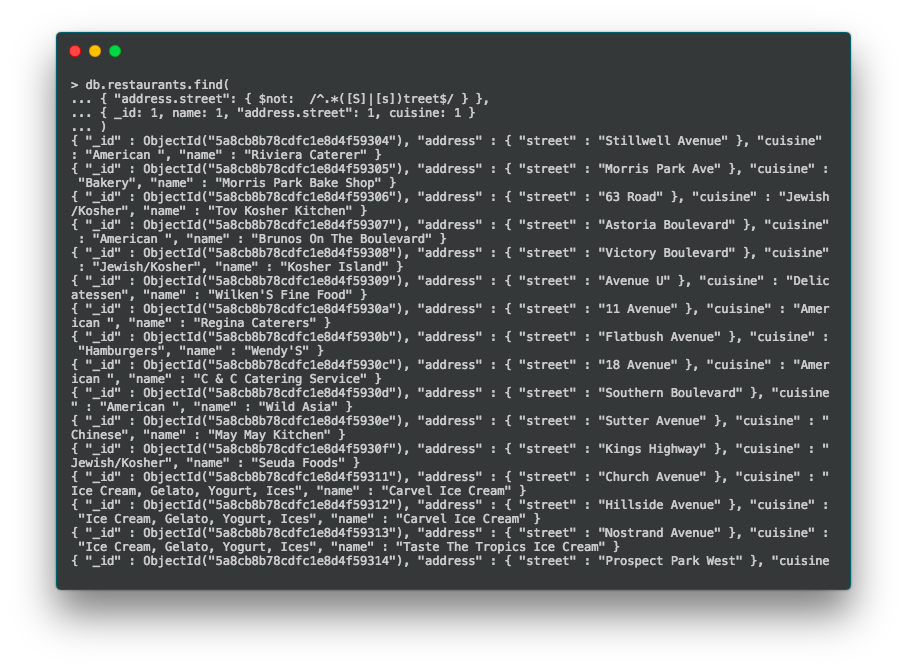 > db.restaurants.find(
... { "address.street": { $not:  /^.*([S]|[s])treet$/ } },
... { _id: 1, name: 1, "address.street": 1, cuisine: 1 }
... )
{ "_id" : ObjectId("5a8cb8b78cdfc1e8d4f59304"), "address" : { "street" : "Stillwell Avenue" }, "cuisine"
: "American ", "name" : "Riviera Caterer" }
{ "_id" : ObjectId("5a8cb8b78cdfc1e8d4f59305"), "address" : { "street" : "Morris Park Ave" }, "cuisine" :
 "Bakery", "name" : "Morris Park Bake Shop" }
{ "_id" : ObjectId("5a8cb8b78cdfc1e8d4f59306"), "address" : { "street" : "63 Road" }, "cuisine" : "Jewish
/Kosher", "name" : "Tov Kosher Kitchen" }
{ "_id" : ObjectId("5a8cb8b78cdfc1e8d4f59307"), "address" : { "street" : "Astoria Boulevard" }, "cuisine"
 : "American ", "name" : "Brunos On The Boulevard" }
{ "_id" : ObjectId("5a8cb8b78cdfc1e8d4f59308"), "address" : { "street" : "Victory Boulevard" }, "cuisine"
 : "Jewish/Kosher", "name" : "Kosher Island" }
{ "_id" : ObjectId("5a8cb8b78cdfc1e8d4f59309"), "address" : { "street" : "Avenue U" }, "cuisine" : "Delic
atessen", "name" : "Wilken'S Fine Food" }
{ "_id" : ObjectId("5a8cb8b78cdfc1e8d4f5930a"), "address" : { "street" : "11 Avenue" }, "cuisine" : "Amer
ican ", "name" : "Regina Caterers" }
{ "_id" : ObjectId("5a8cb8b78cdfc1e8d4f5930b"), "address" : { "street" : "Flatbush Avenue" }, "cuisine" :
 "Hamburgers", "name" : "Wendy'S" }
{ "_id" : ObjectId("5a8cb8b78cdfc1e8d4f5930c"), "address" : { "street" : "18 Avenue" }, "cuisine" : "Amer
ican ", "name" : "C & C Catering Service" }
{ "_id" : ObjectId("5a8cb8b78cdfc1e8d4f5930d"), "address" : { "street" : "Southern Boulevard" }, "cuisine
" : "American ", "name" : "Wild Asia" }
{ "_id" : ObjectId("5a8cb8b78cdfc1e8d4f5930e"), "address" : { "street" : "Sutter Avenue" }, "cuisine" : "
Chinese", "name" : "May May Kitchen" }
{ "_id" : ObjectId("5a8cb8b78cdfc1e8d4f5930f"), "address" : { "street" : "Kings Highway" }, "cuisine" : "
Jewish/Kosher", "name" : "Seuda Foods" }
{ "_id" : ObjectId("5a8cb8b78cdfc1e8d4f59311"), "address" : { "street" : "Church Avenue" }, "cuisine" : "
Ice Cream, Gelato, Yogurt, Ices", "name" : "Carvel Ice Cream" }
{ "_id" : ObjectId("5a8cb8b78cdfc1e8d4f59312"), "address" : { "street" : "Hillside Avenue" }, "cuisine" :
 "Ice Cream, Gelato, Yogurt, Ices", "name" : "Carvel Ice Cream" }
{ "_id" : ObjectId("5a8cb8b78cdfc1e8d4f59313"), "address" : { "street" : "Nostrand Avenue" }, "cuisine" :
 "Ice Cream, Gelato, Yogurt, Ices", "name" : "Taste The Tropics Ice Cream" }
{ "_id" : ObjectId("5a8cb8b78cdfc1e8d4f59314"), "address" : { "street" : "Prospect Park West" }, "cuisine